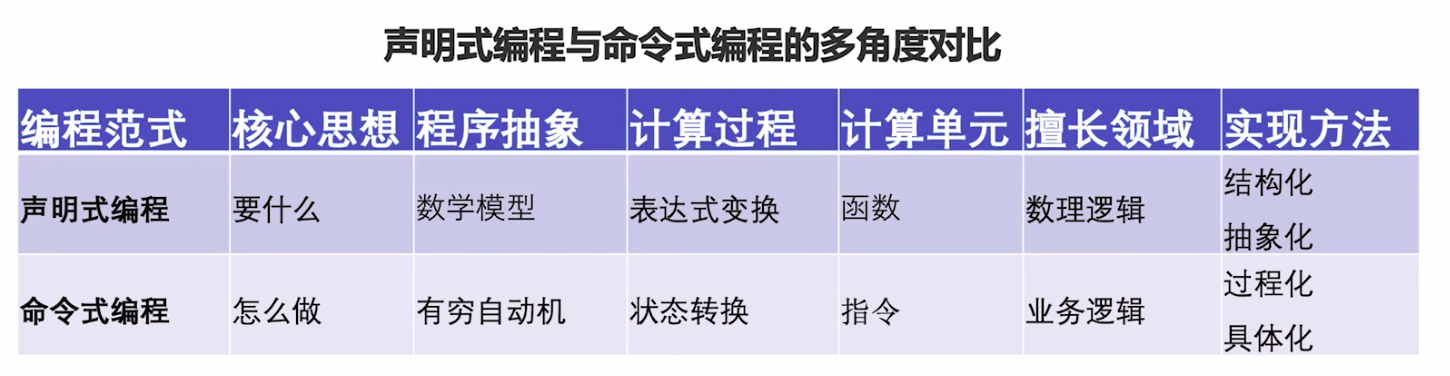 声明式编程与命令式编程的多角度对比
编程范式 核心思想 程序抽象 计算过程 计算单元 擅长领域 实现方法
声明式编程 要什么 数学模型 表达式变换 函数 数理逻辑 结构化
抽象化
命令式编程 怎么做 有穷自动机 状态转换 指令 业务逻辑 过程化
具体化